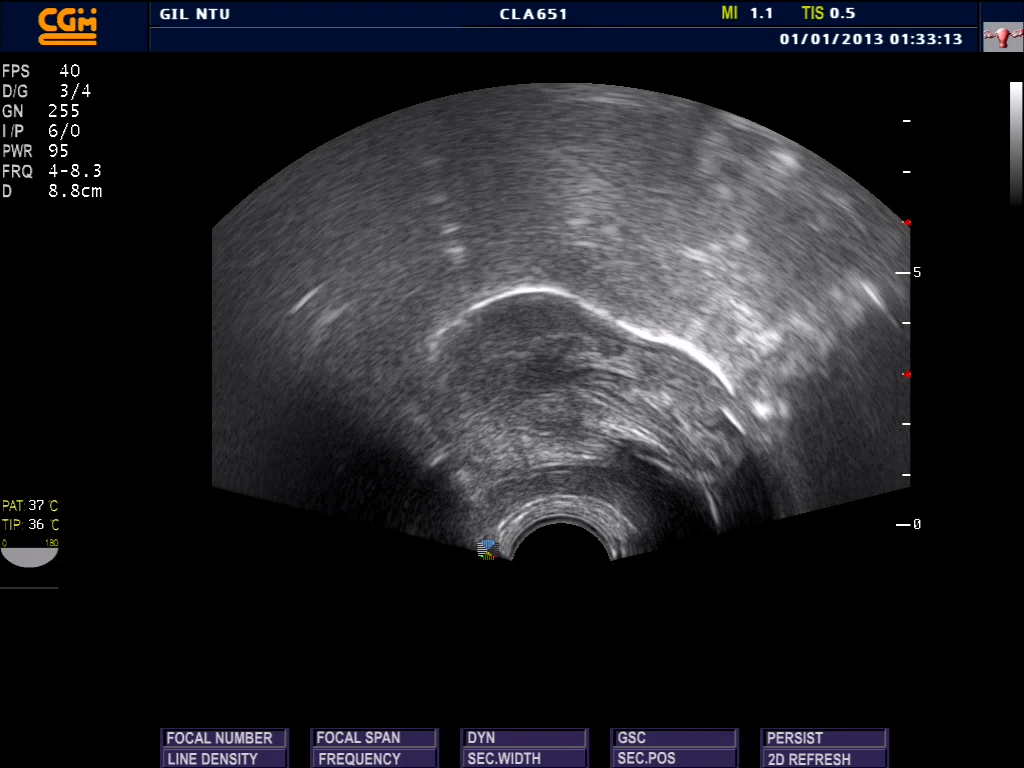 CGM
GIL NTU CLA651 MI 1.1 TIS 0.5
01/01/2013 01:33:13
FPS 40
D/G 3/4
GN 255
I/P 6/0
PWR 95
FRQ 4-8.3
D 8.8cm
5
PAT: 37 °C
TIP: 36 °C
0 180
0
FOCAL NUMBER FOCAL SPAN DYN GSC PERSIST
LINE DENSITY FREQUENCY SEC.WIDTH SEC.POS 2D REFRESH